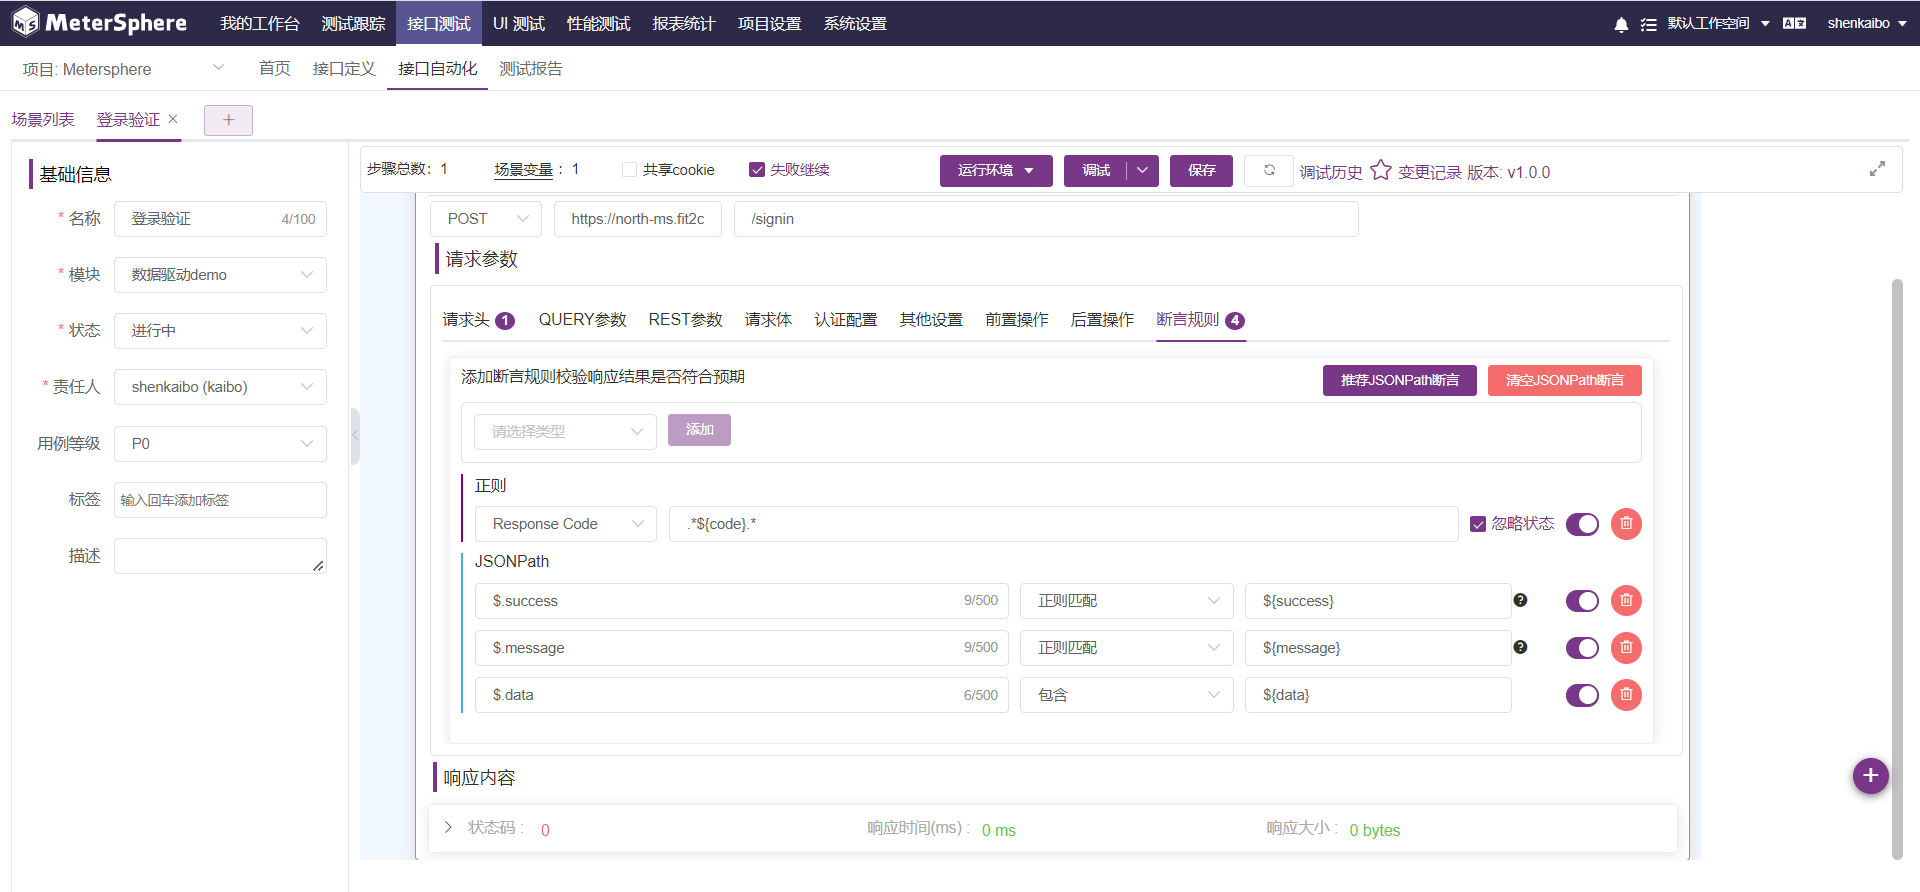 MeterSphere 我的工作台 测试跟踪 接口测试 UI 测试 性能测试 报表统计 项目设置 系统设置 默认工作空间 shenkaibo
项目: Metersphere 首页 接口定义 接口自动化 测试报告
场景列表 登录验证 × +
基础信息
* 名称 登录验证 4/100
* 模块 数据驱动demo
* 状态 进行中
* 责任人 shenkaibo (kaibo)
用例等级 P0
标签 输入回车添加标签
描述
步骤总数: 1 场景变量 : 1 共享cookie 失败继续 运行环境 调试 保存 调试历史 变更记录 版本: v1.0.0
POST https://north-ms.fit2c /signin
请求参数
请求头 1 QUERY参数 REST参数 请求体 认证配置 其他设置 前置操作 后置操作 断言规则 4
添加断言规则校验响应结果是否符合预期 推荐JSONPath断言 清空JSONPath断言
请选择类型 添加
正则
Response Code .*${code}.* 忽略状态
JSONPath
$.success 9/500 正则匹配 ${success} ?
$.message 9/500 正则匹配 ${message} ?
$.data 6/500 包含 ${data}
响应内容
状态码 : 0 响应时间(ms) : 0 ms 响应大小 : 0 bytes